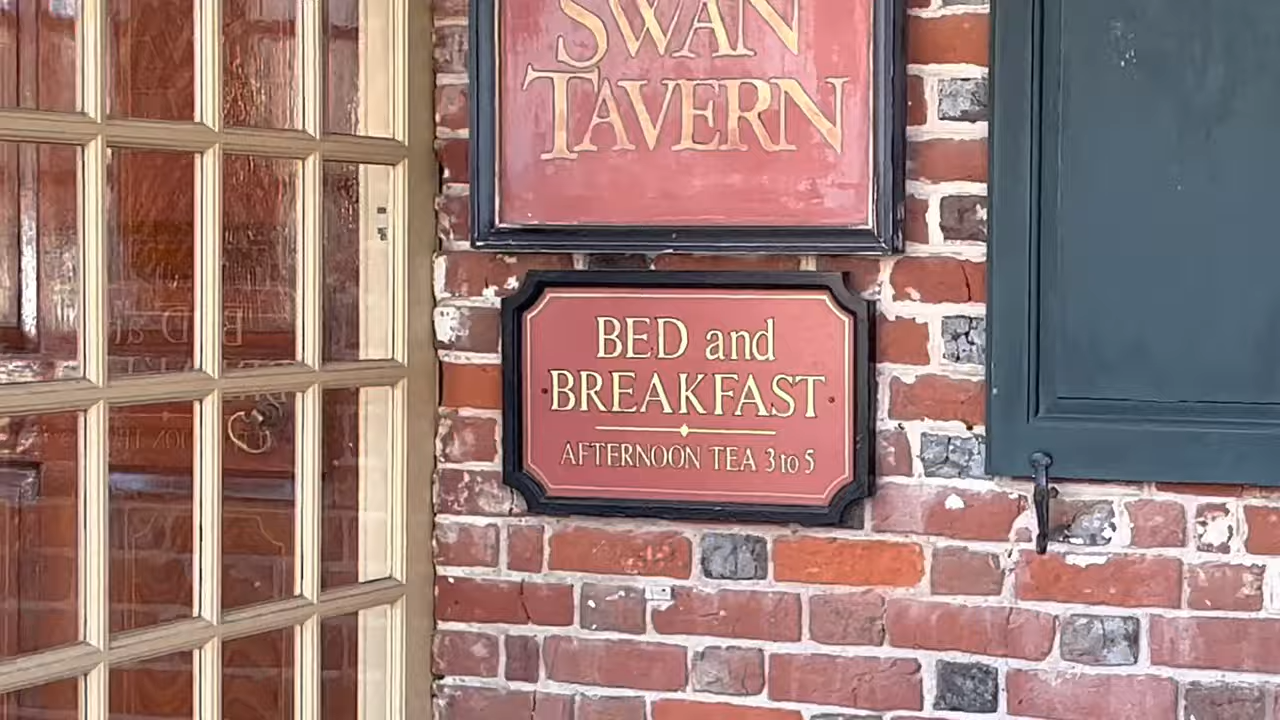 SWAN
TAVERN
BED and
BREAKFAST
AFTERNOON TEA 3 to 5